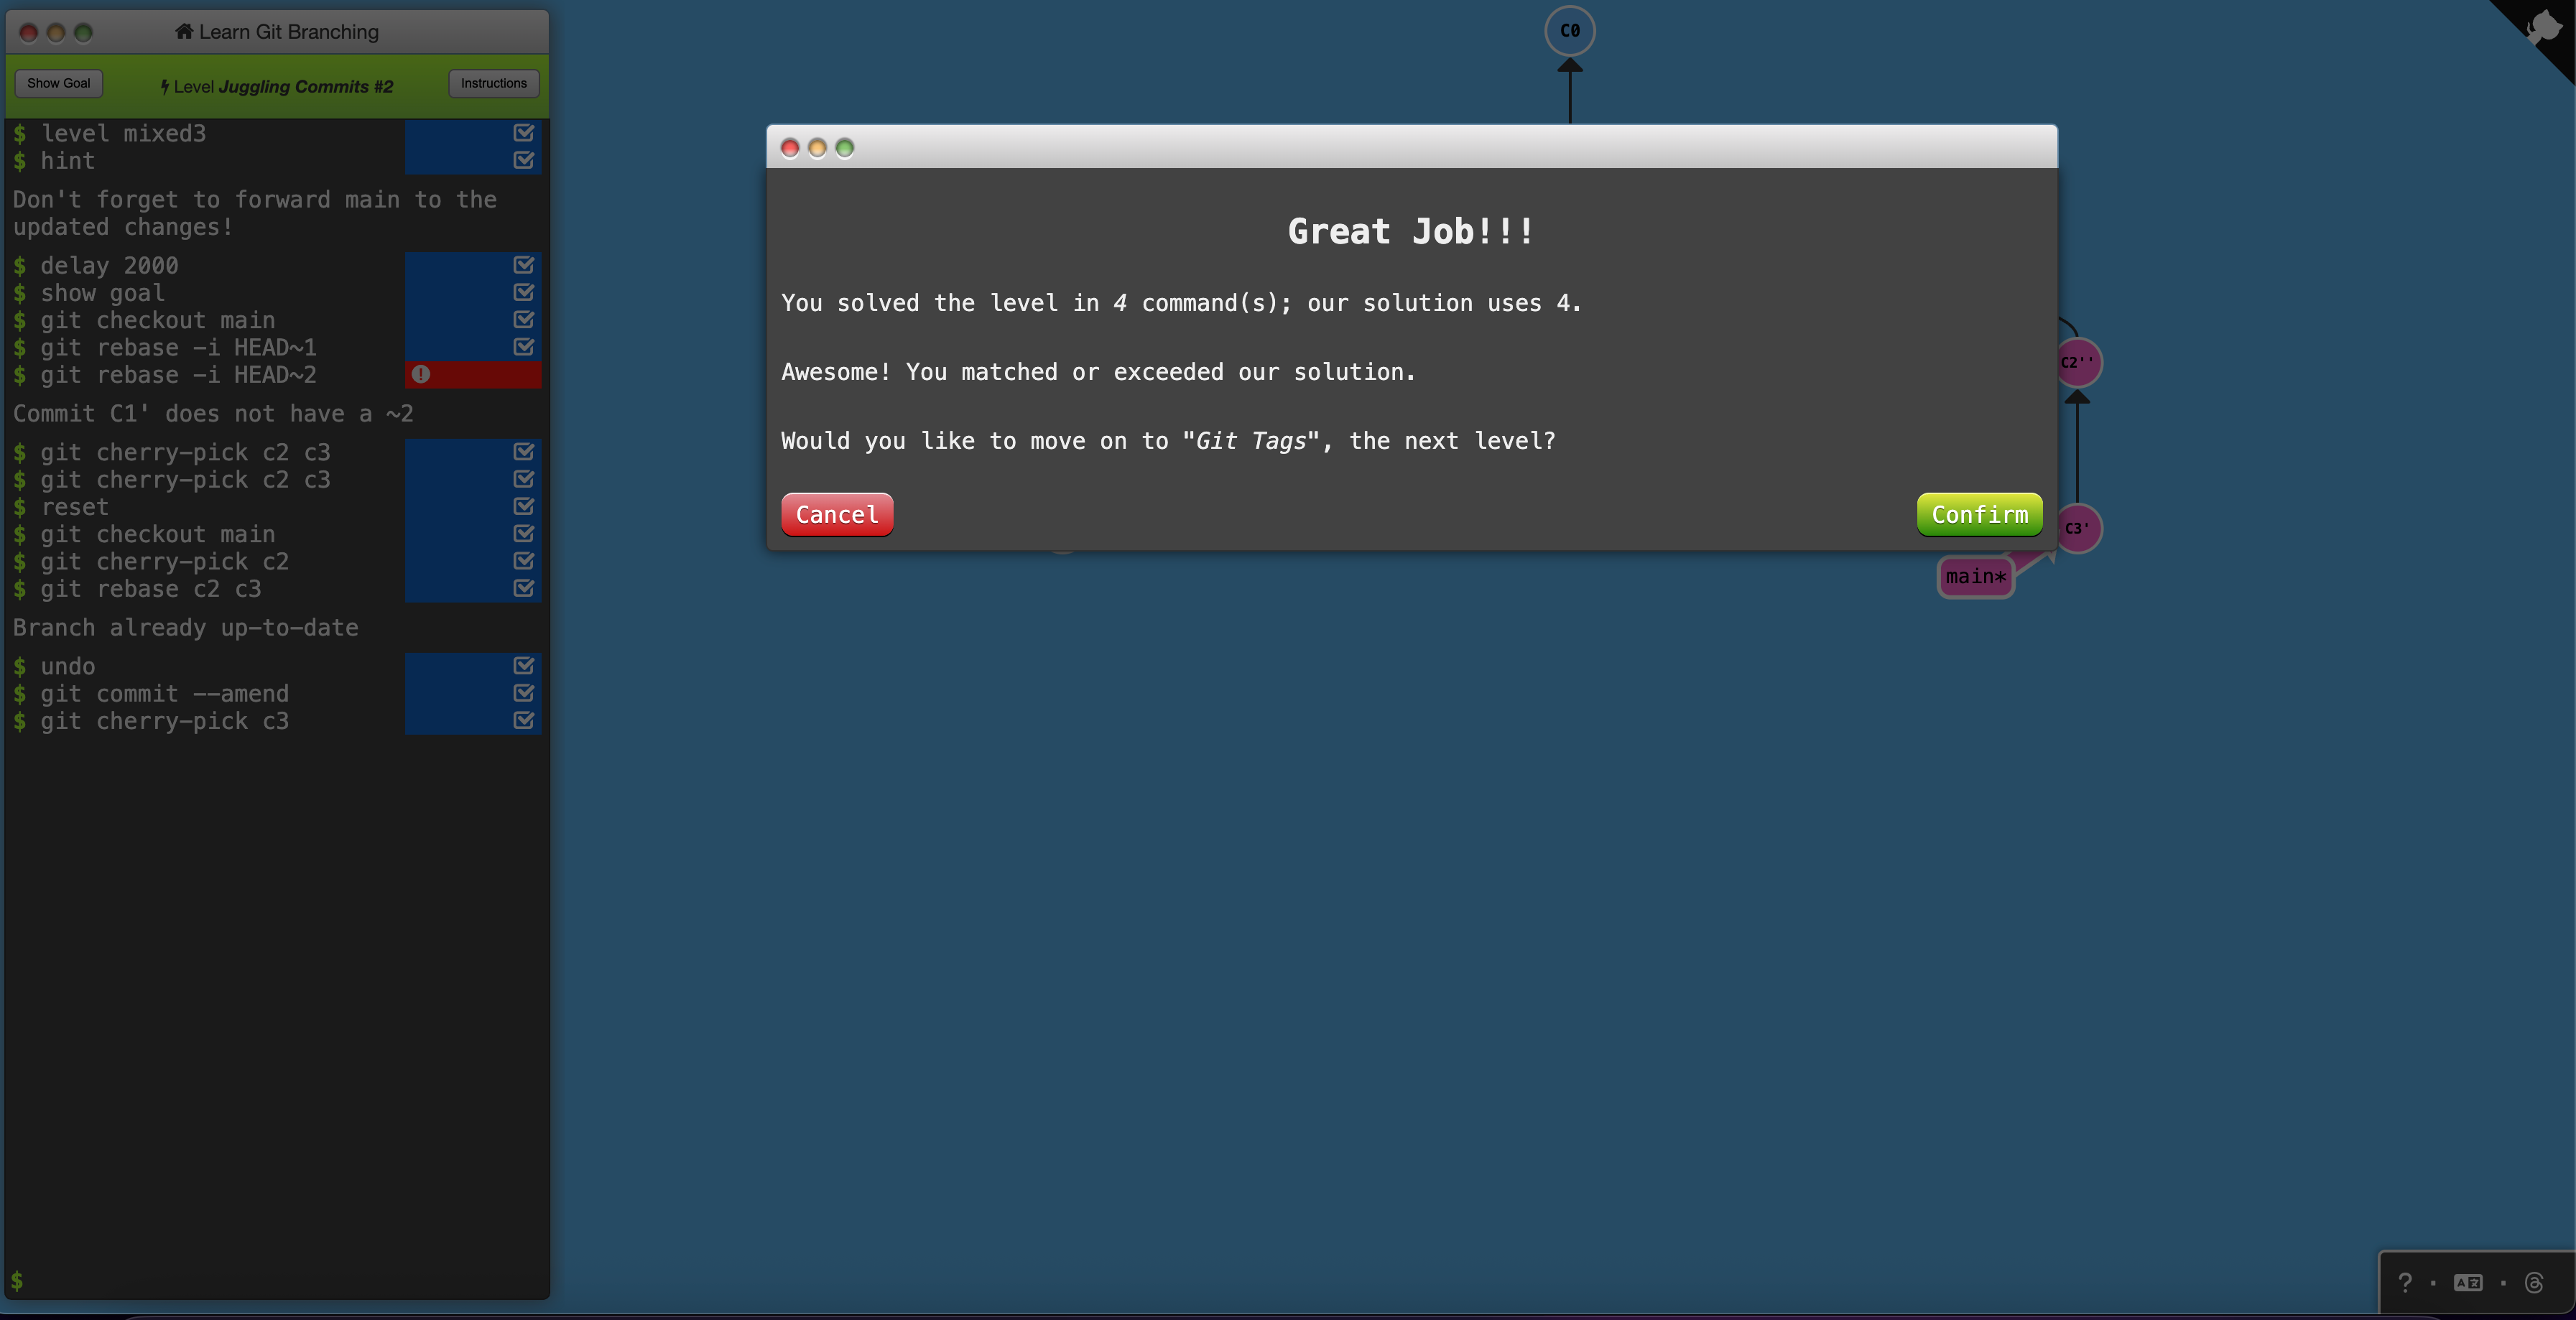 Learn Git Branching
Show Goal
Level Juggling Commits #2
Instructions
$ level mixed3
$ hint
Don't forget to forward main to the
updated changes!
$ delay 2000
$ show goal
$ git checkout main
$ git rebase -i HEAD~1
$ git rebase -i HEAD~2
Commit C1' does not have a ~2
$ git cherry-pick c2 c3
$ git cherry-pick c2 c3
$ reset
$ git checkout main
$ git cherry-pick c2
$ git rebase c2 c3
Branch already up-to-date
$ undo
$ git commit --amend
$ git cherry-pick c3
$
C0
Great Job!!!
You solved the level in 4 command(s); our solution uses 4.
Awesome! You matched or exceeded our solution.
Would you like to move on to "Git Tags", the next level?
Cancel
Confirm
C2''
C3'
main*
?